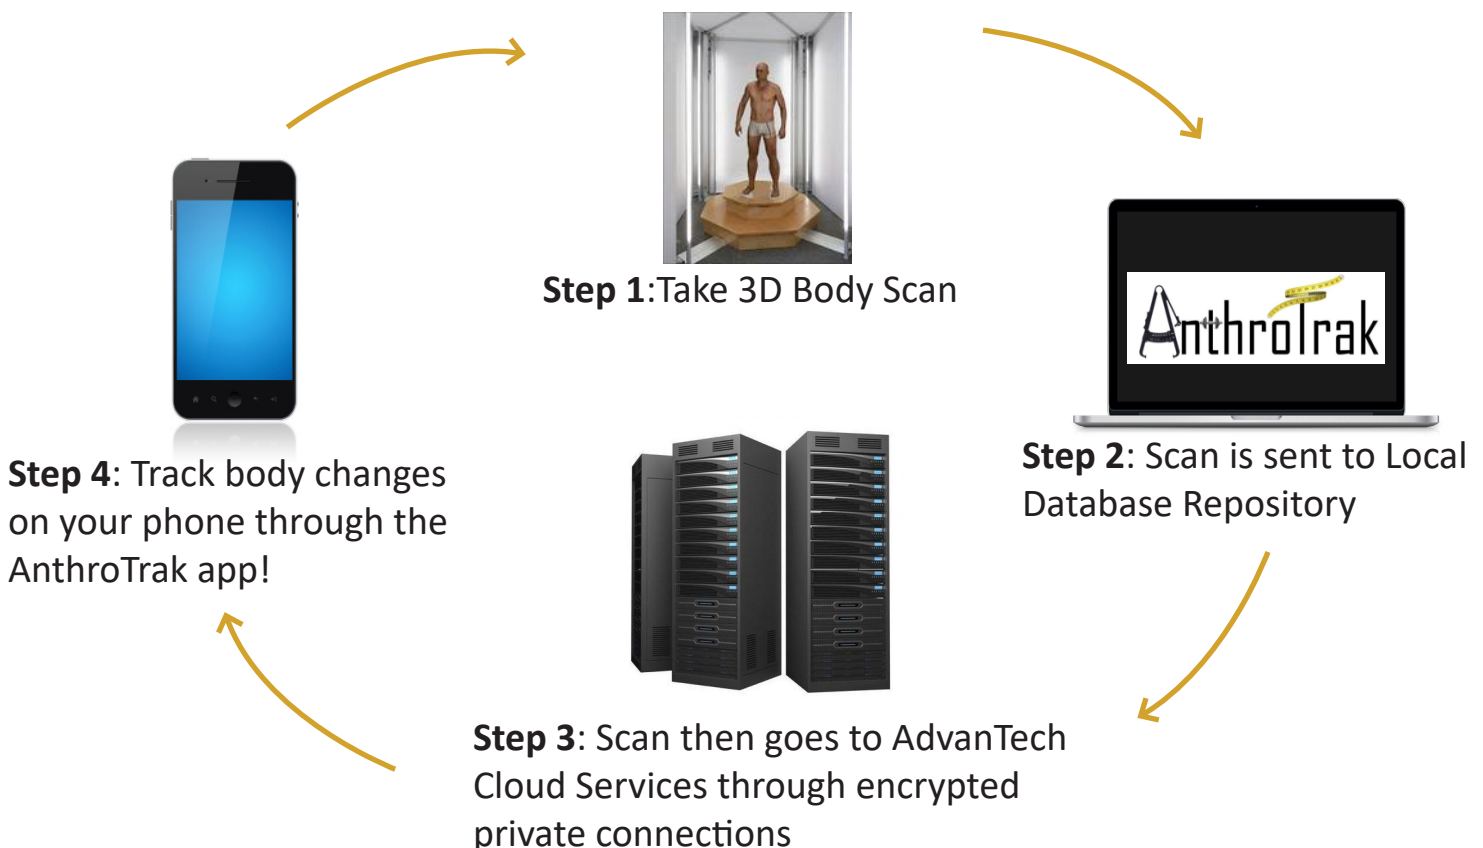 Step 1:Take 3D Body Scan
AnthroTrak
Step 2: Scan is sent to Local
Database Repository
Step 3: Scan then goes to AdvanTech
Cloud Services through encrypted
private connections
Step 4: Track body changes
on your phone through the
AnthroTrak app!